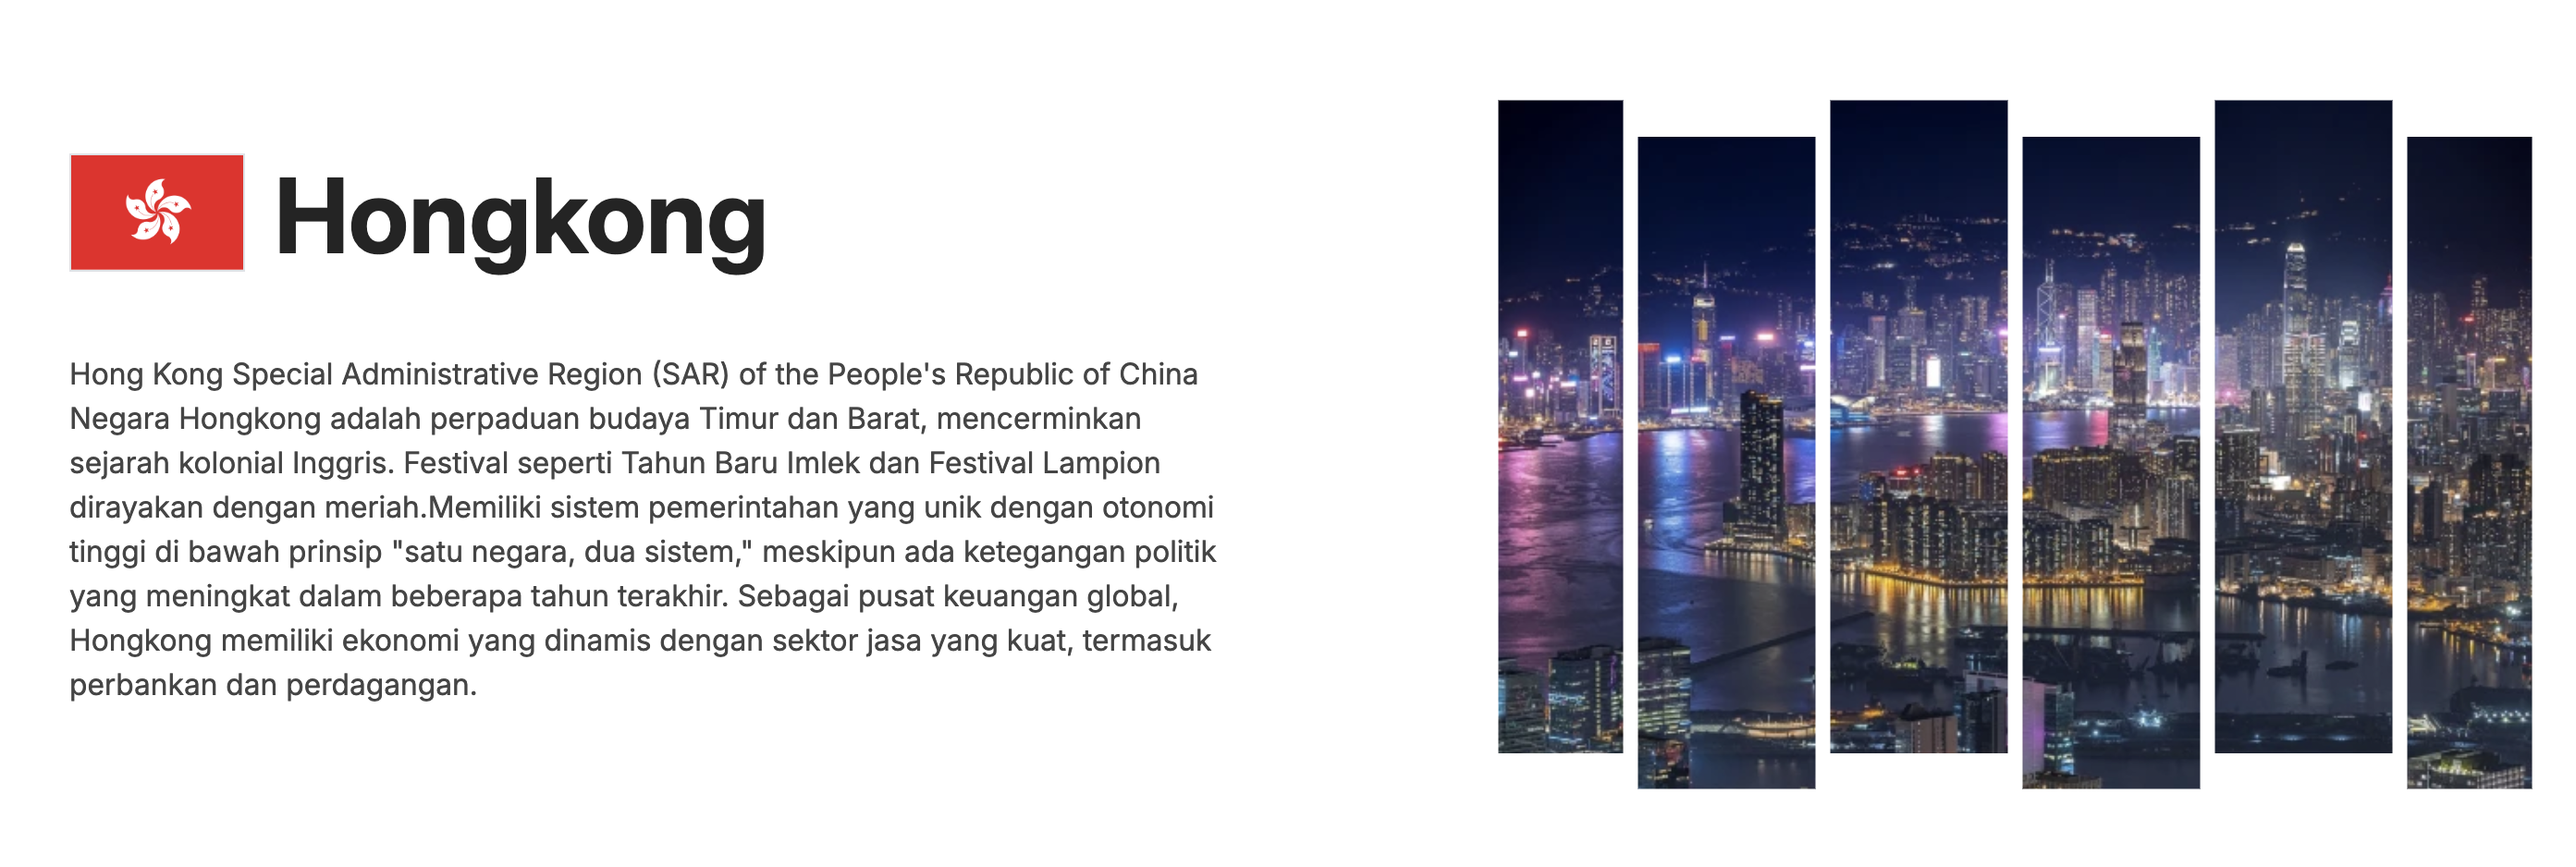 Hongkong
Hong Kong Special Administrative Region (SAR) of the People's Republic of China
Negara Hongkong adalah perpaduan budaya Timur dan Barat, mencerminkan
sejarah kolonial Inggris. Festival seperti Tahun Baru Imlek dan Festival Lampion
dirayakan dengan meriah.Memiliki sistem pemerintahan yang unik dengan otonomi
tinggi di bawah prinsip "satu negara, dua sistem," meskipun ada ketegangan politik
yang meningkat dalam beberapa tahun terakhir. Sebagai pusat keuangan global,
Hongkong memiliki ekonomi yang dinamis dengan sektor jasa yang kuat, termasuk
perbankan dan perdagangan.